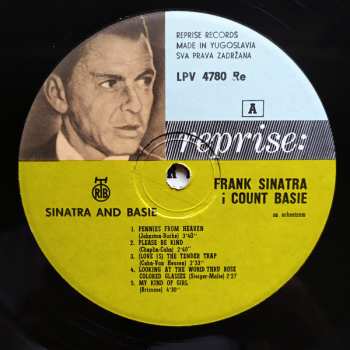 REPRISE RECORDS
MADE IN YUGOSLAVIA
SVA PRAVA ZADRŽANA
LPV 4780 Re
A
reprise:
RTB
FRANK SINATRA
i COUNT BASIE
sa orkestrom
SINATRA AND BASIE
1. PENNIES FROM HEAVEN
(Johnston-Burke) 3'40''
2. PLEASE BE KIND
(Chaplin-Cahn) 2'40''
3. (LOVE IS) THE TENDER TRAP
(Cahn-Van Heusen) 2'33''
4. LOOKING AT THE WORLD THRU ROSE
COLORED GLASSES (Steiger-Malie) 2'27
5. MY KIND OF GIRL
(Bricusse) 4'30''